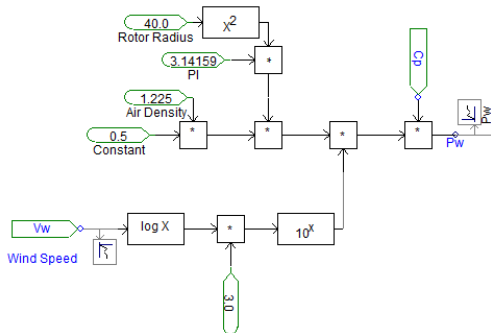 40.0
Rotor Radius
X2
Cp
3.14159
PI
*
1.225
Air Density
0.5
Constant
*
*
*
*
Pw
Pw
Vw
Wind Speed
log X
*
10x
3.0